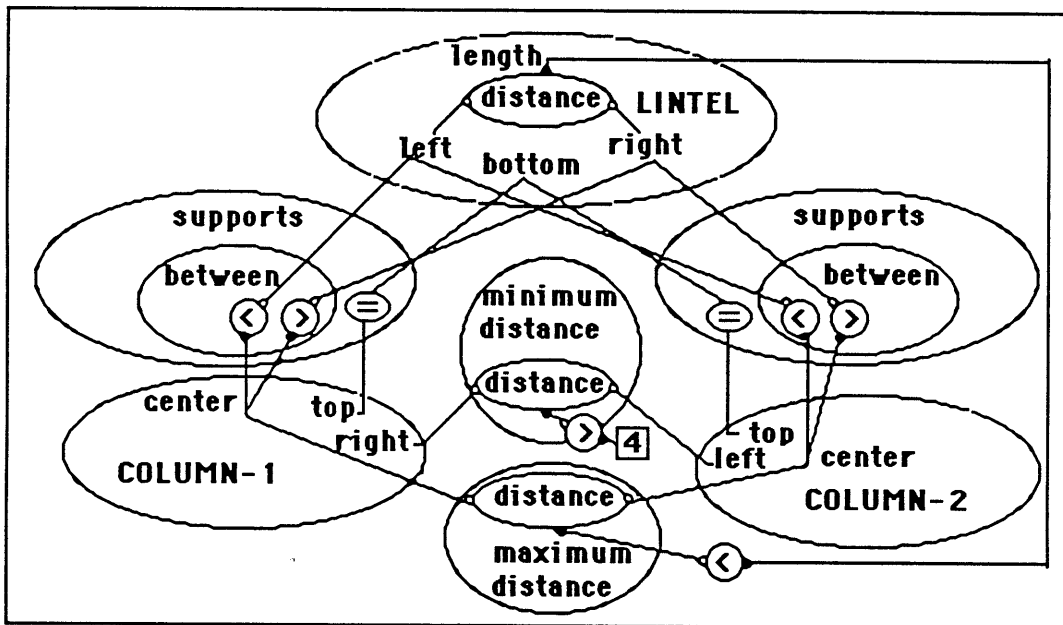 length
distance LINTEL
left right
bottom
supports supports
between between
< > = = < >
minimum
distance
distance
center top top center
right left
> 4
COLUMN-1 COLUMN-2
distance
maximum
distance
<